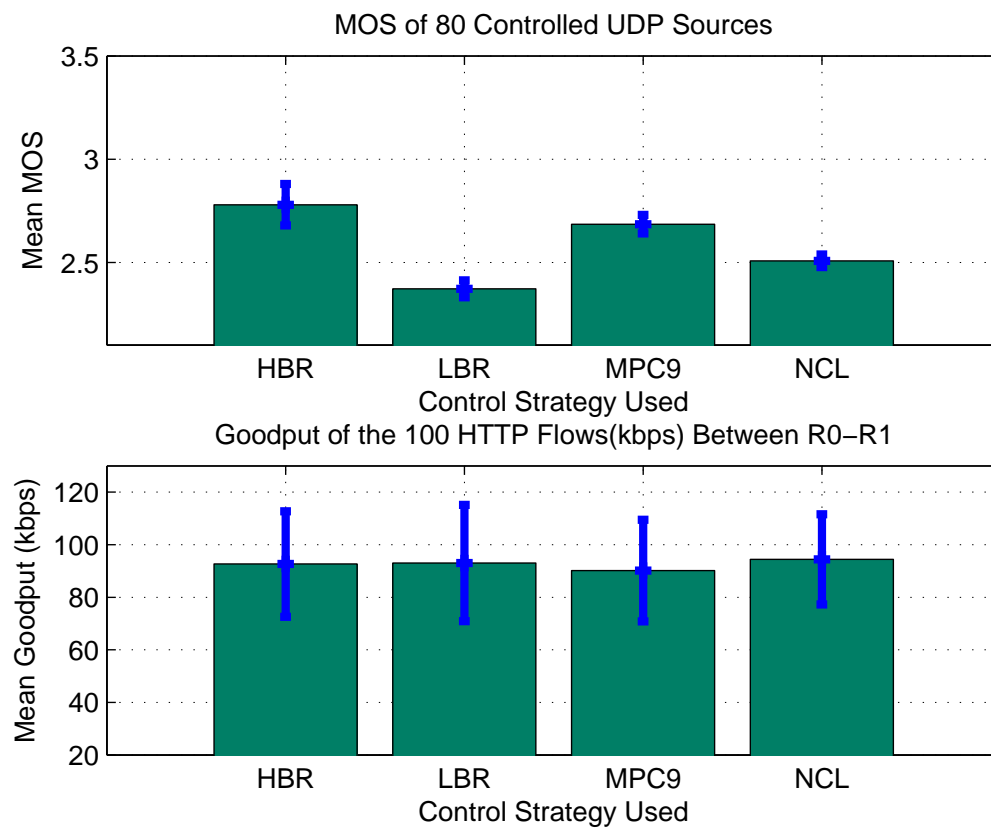 MOS of 80 Controlled UDP Sources
3.5
3
2.5
Mean MOS
HBR LBR MPC9 NCL
Control Strategy Used
Goodput of the 100 HTTP Flows(kbps) Between R0−R1
120
100
80
60
40
20
Mean Goodput (kbps)
HBR LBR MPC9 NCL
Control Strategy Used